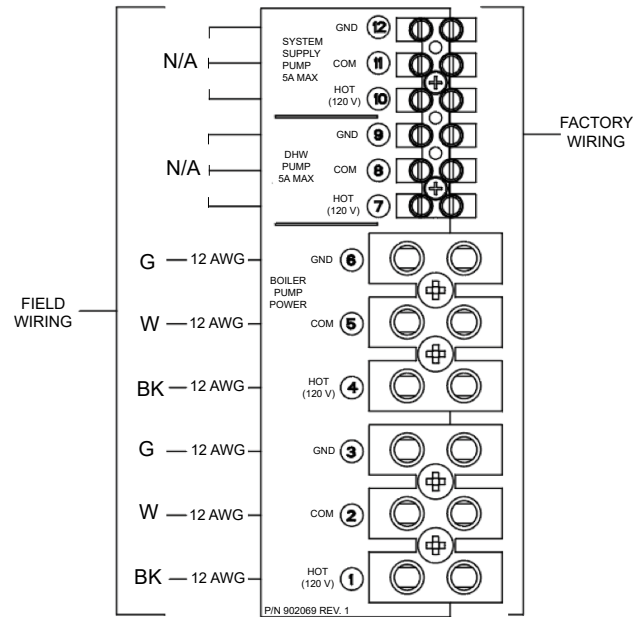 GND 12
SYSTEM
SUPPLY
PUMP
5A MAX
N/A
COM 11
HOT
(120 V) 10
GND 9
DHW
PUMP
5A MAX
N/A
COM 8
HOT
(120 V) 7
FACTORY
WIRING
G 12 AWG
GND 6
BOILER
PUMP
POWER
FIELD
WIRING
W 12 AWG
COM 5
BK 12 AWG
HOT
(120 V) 4
G 12 AWG
GND 3
W 12 AWG
COM 2
BK 12 AWG
HOT
(120 V) 1
P/N 902069 REV. 1